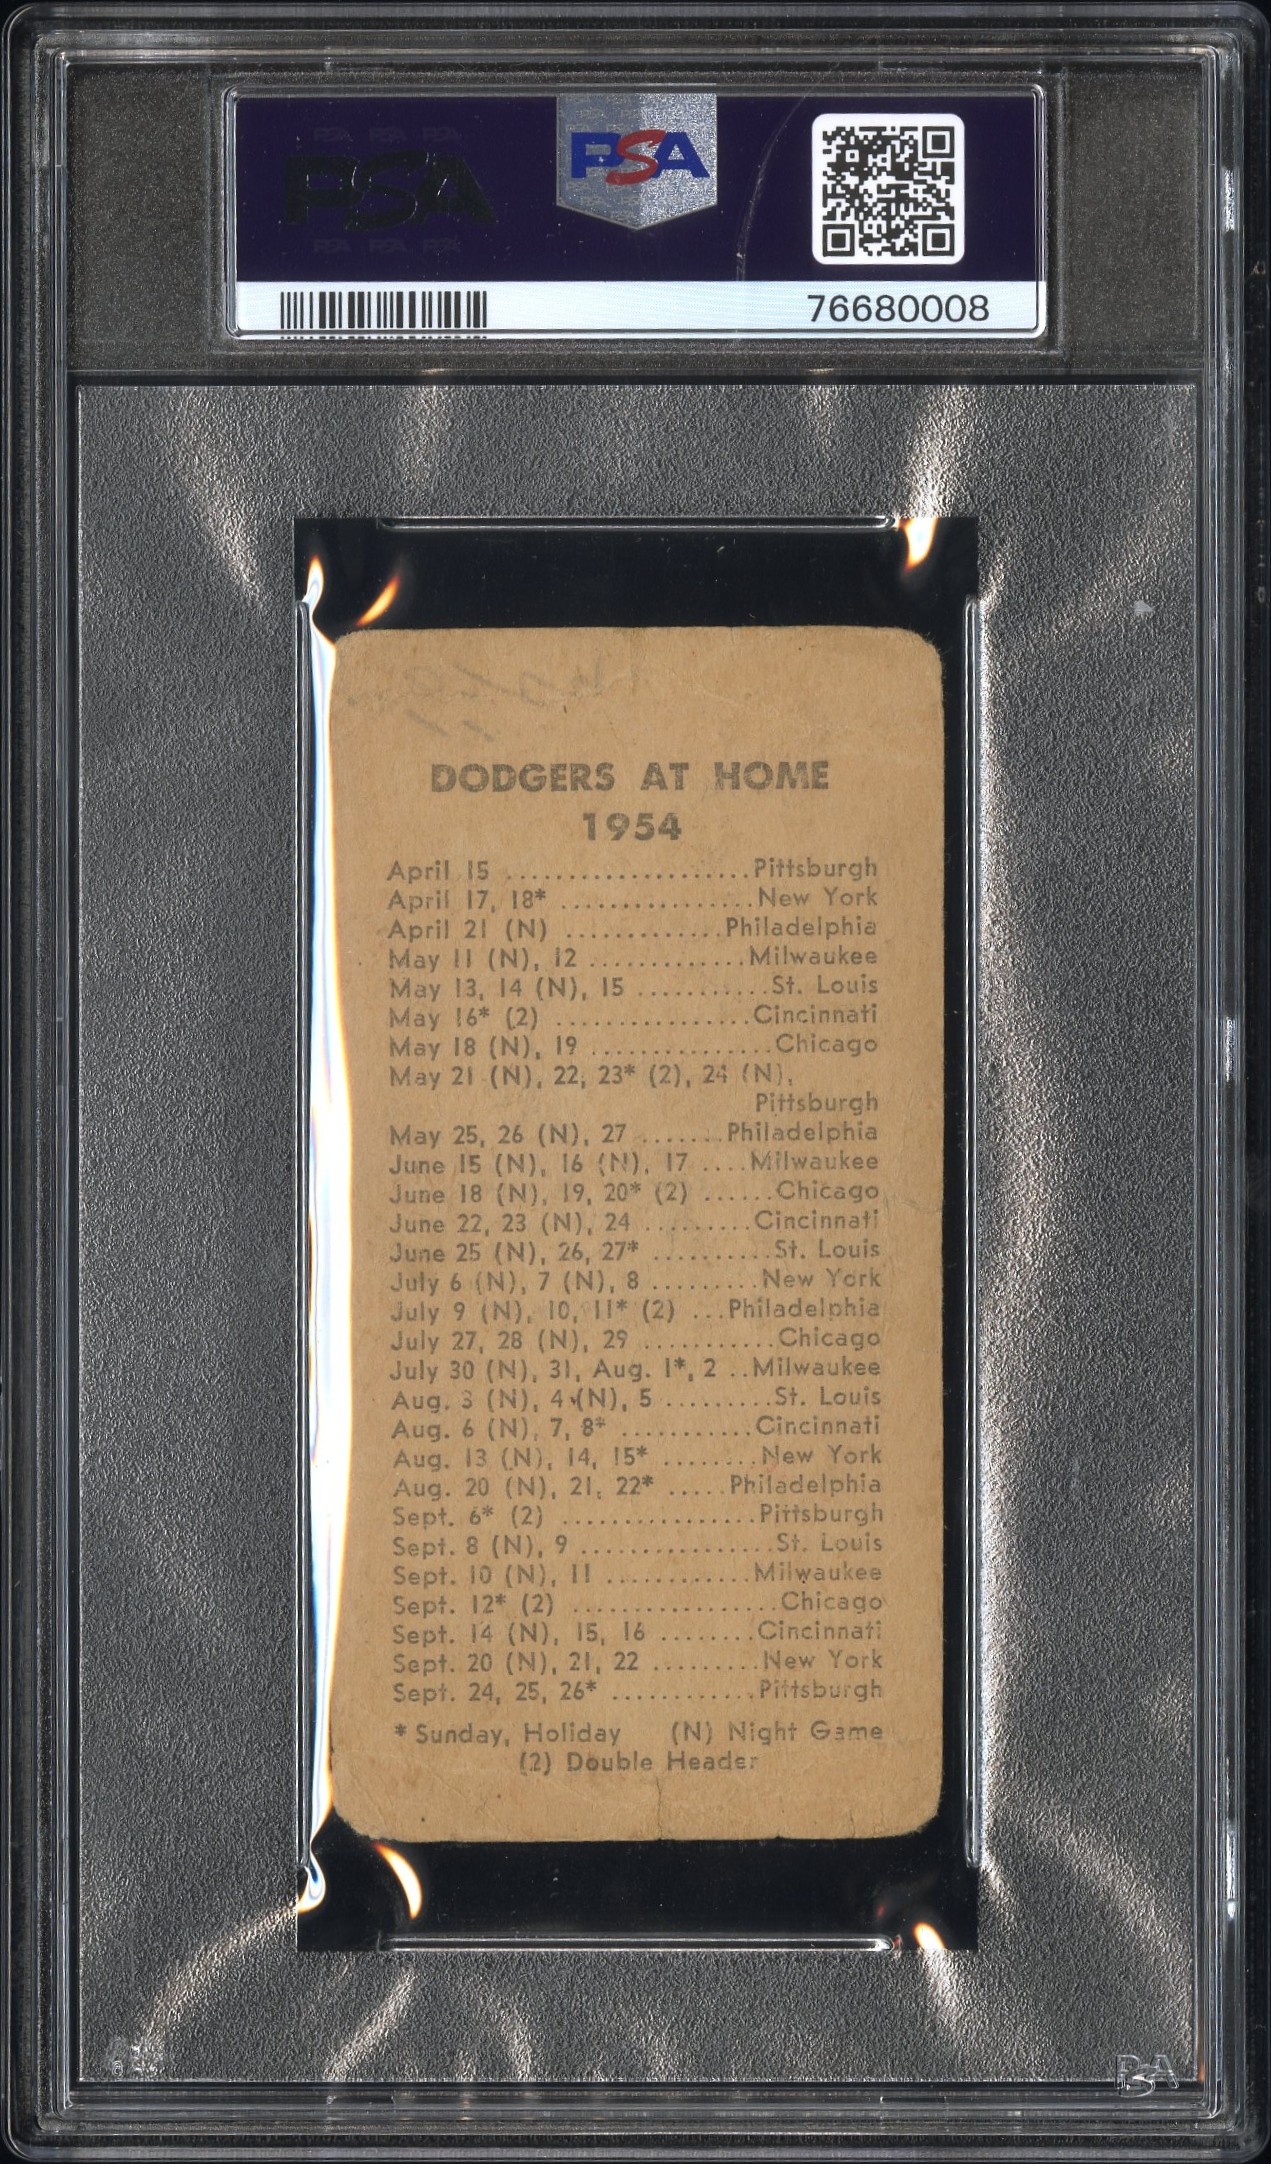 PSA
PSA
76680008
DODGERS AT HOME
1954
April 15 ..................... Pittsburgh
April 17, 18* ................ New York
April 21 (N) ............. Philadelphia
May 11 (N), 12 ............. Milwaukee
May 13, 14 (N), 15 ........... St. Louis
May 16* (2) ................ Cincinnati
May 18 (N), 19 ............... Chicago
May 21 (N), 22, 23* (2), 24 (N),
Pittsburgh
May 25, 26 (N), 27 ....... Philadelphia
June 15 (N), 16 (N), 17 .... Milwaukee
June 18 (N), 19, 20* (2) ...... Chicago
June 22, 23 (N), 24 ......... Cincinnati
June 25 (N), 26, 27* .......... St. Louis
July 6 (N), 7 (N), 8 ......... New York
July 9 (N), 10, 11* (2) ... Philadelphia
July 27, 28 (N), 29 ........... Chicago
July 30 (N), 31, Aug. 1*, 2 .. Milwaukee
Aug. 3 (N), 4 (N), 5 ......... St. Louis
Aug. 6 (N), 7, 8* ........... Cincinnati
Aug. 13 (N), 14, 15* ........ New York
Aug. 20 (N), 21, 22* ..... Philadelphia
Sept. 6* (2) ................ Pittsburgh
Sept. 8 (N), 9 ................ St. Louis
Sept. 10 (N), 11 ............ Milwaukee
Sept. 12* (2) ................. Chicago
Sept. 14 (N), 15, 16 ........ Cincinnati
Sept. 20 (N), 21, 22 ......... New York
Sept. 24, 25, 26* ............ Pittsburgh
* Sunday, Holiday (N) Night Game
(2) Double Header
PSA